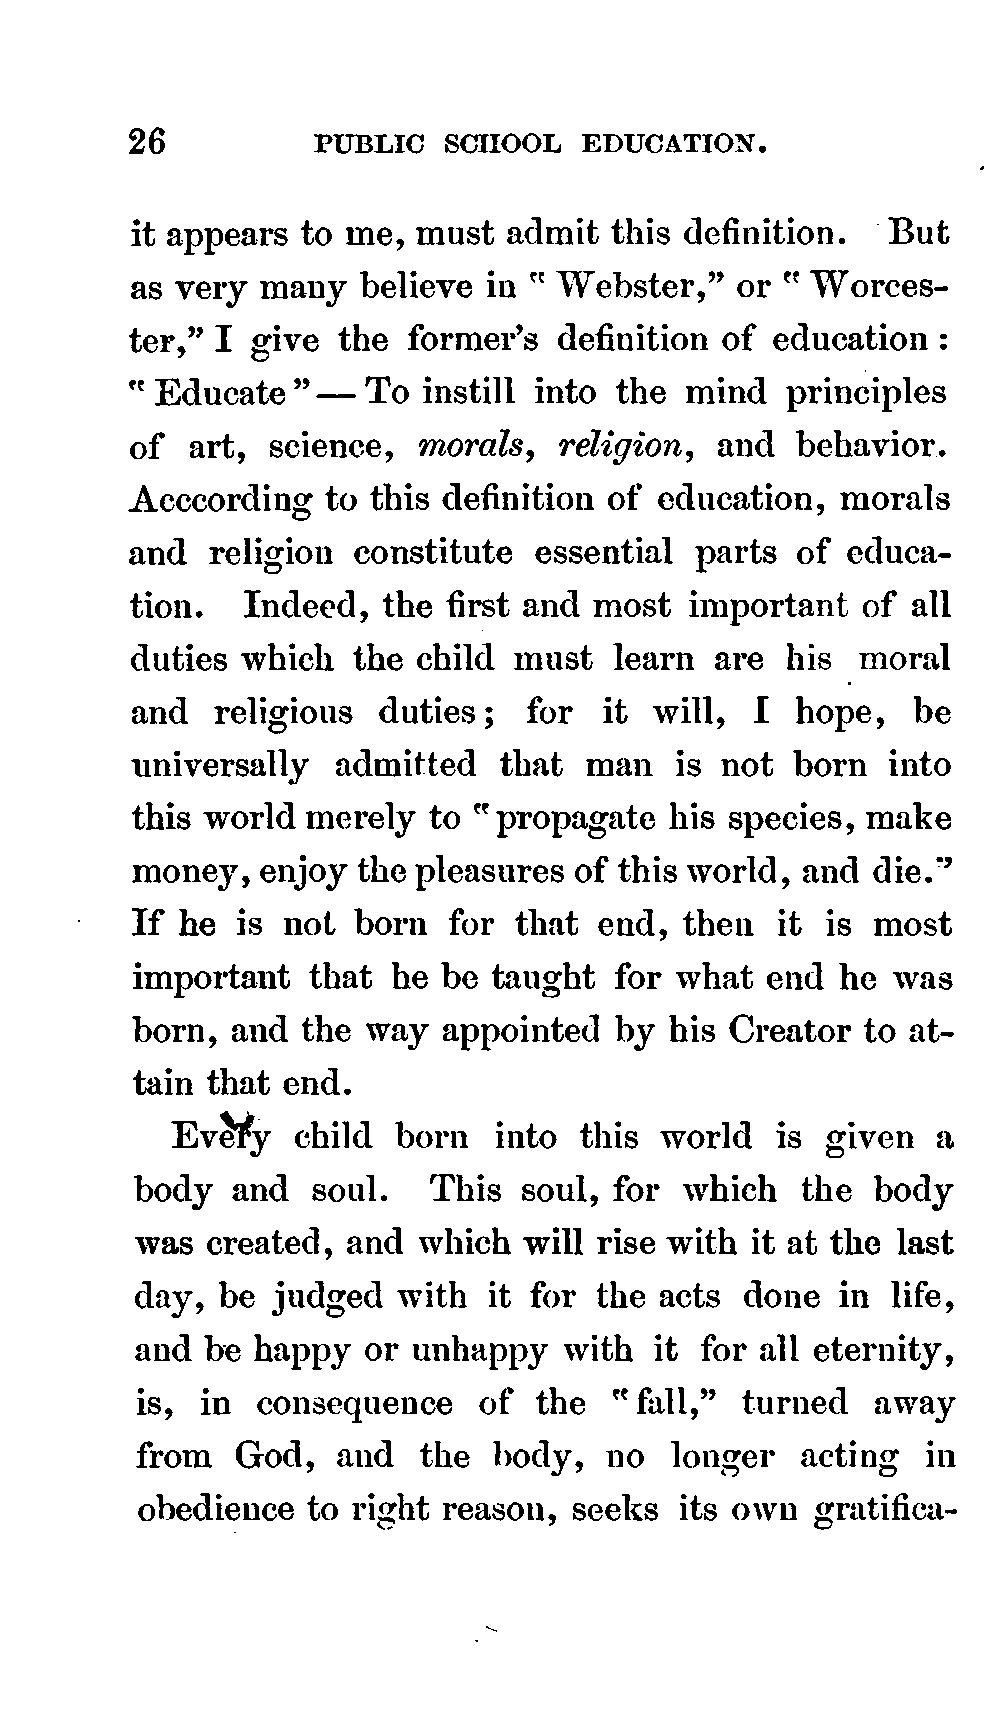 26 PUBLIC SCHOOL EDUCATION.
it appears to me, must admit this definition. But
as very many believe in "Webster," or "Worces-
ter," I give the former's definition of education :
"Educate" — To instill into the mind principles
of art, science, morals, religion, and behavior.
Acccording to this definition of education, morals
and religion constitute essential parts of educa-
tion. Indeed, the first and most important of all
duties which the child must learn are his moral
and religious duties; for it will, I hope, be
universally admitted that man is not born into
this world merely to "propagate his species, make
money, enjoy the pleasures of this world, and die."
If he is not born for that end, then it is most
important that he be taught for what end he was
born, and the way appointed by his Creator to at-
tain that end.
Every child born into this world is given a
body and soul. This soul, for which the body
was created, and which will rise with it at the last
day, be judged with it for the acts done in life,
and be happy or unhappy with it for all eternity,
is, in consequence of the "fall," turned away
from God, and the body, no longer acting in
obedience to right reason, seeks its own gratifica-